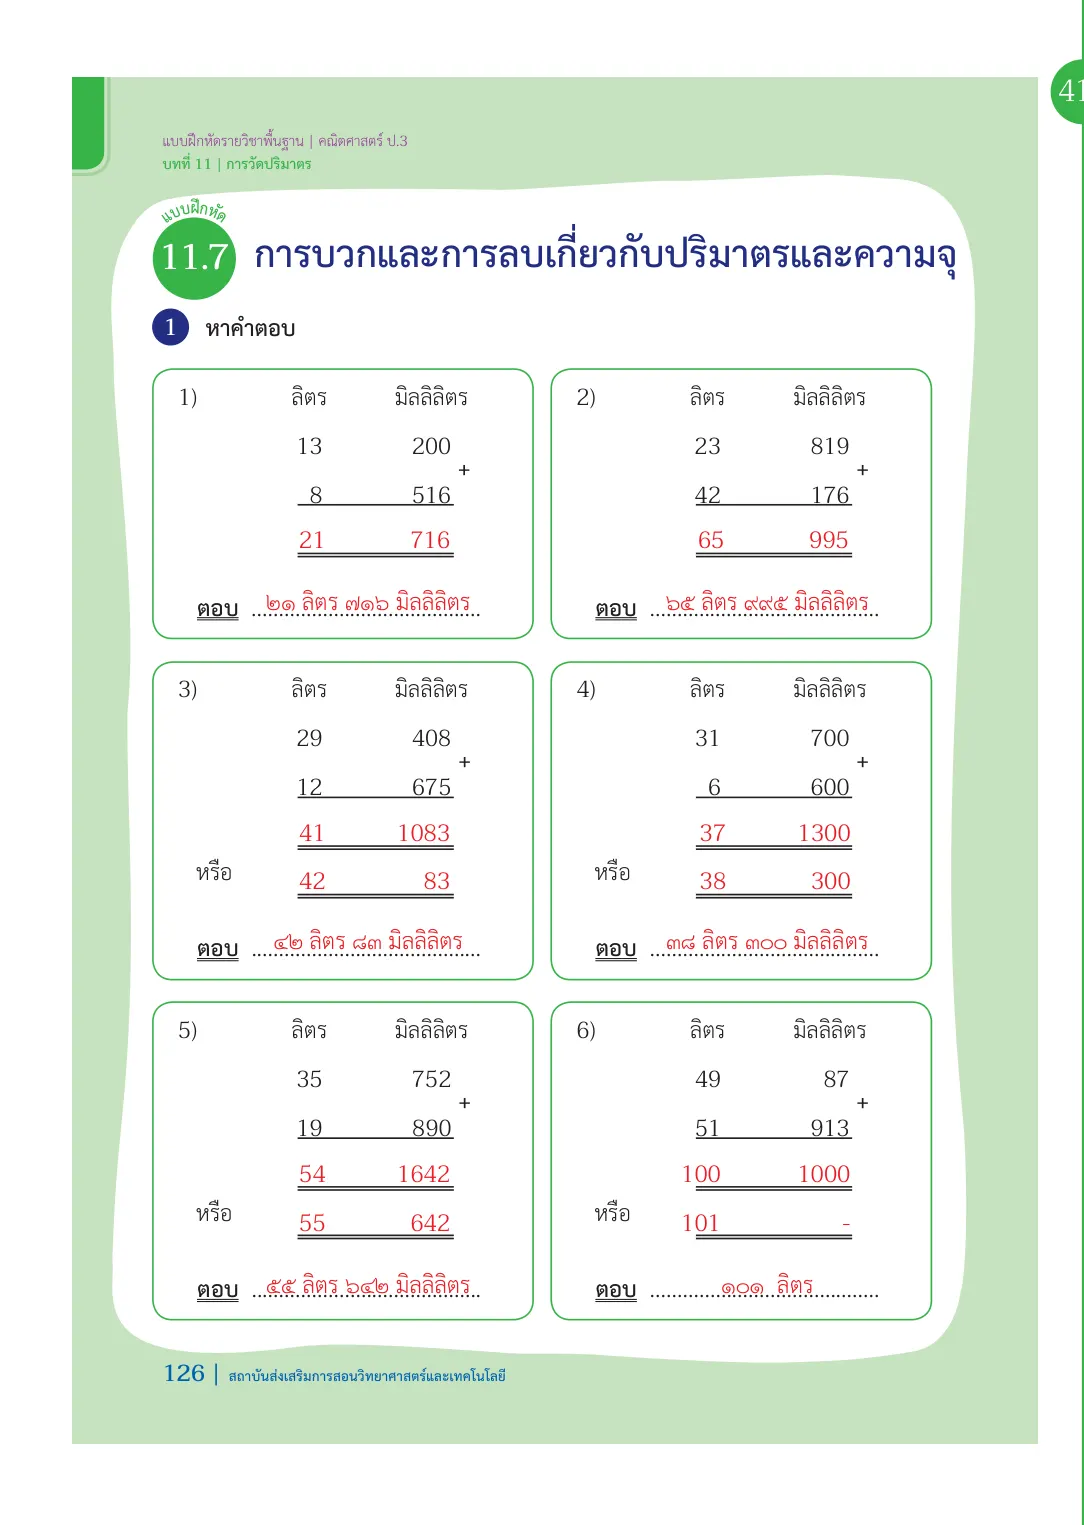 41
แบบฝึกหัดรายวิชาพื้นฐาน | คณิตศาสตร์ ป.3
บทที่ 11 | การวัดปริมาตร
แบบฝึกหัด
11.7 การบวกและการลบเกี่ยวกับปริมาตรและความจุ
1 หาคำตอบ
1) ลิตร มิลลิลิตร
13 200
+
8 516
21 716
ตอบ ๒๑ ลิตร ๗๑๖ มิลลิลิตร
2) ลิตร มิลลิลิตร
23 819
+
42 176
65 995
ตอบ ๖๕ ลิตร ๙๙๕ มิลลิลิตร
3) ลิตร มิลลิลิตร
29 408
+
12 675
41 1083
หรือ 42 83
ตอบ ๔๒ ลิตร ๘๓ มิลลิลิตร
4) ลิตร มิลลิลิตร
31 700
+
6 600
37 1300
หรือ 38 300
ตอบ ๓๘ ลิตร ๓๐๐ มิลลิลิตร
5) ลิตร มิลลิลิตร
35 752
+
19 890
54 1642
หรือ 55 642
ตอบ ๕๕ ลิตร ๖๔๒ มิลลิลิตร
6) ลิตร มิลลิลิตร
49 87
+
51 913
100 1000
หรือ 101 -
ตอบ ๑๐๑ ลิตร
126 | สถาบันส่งเสริมการสอนวิทยาศาสตร์และเทคโนโลยี